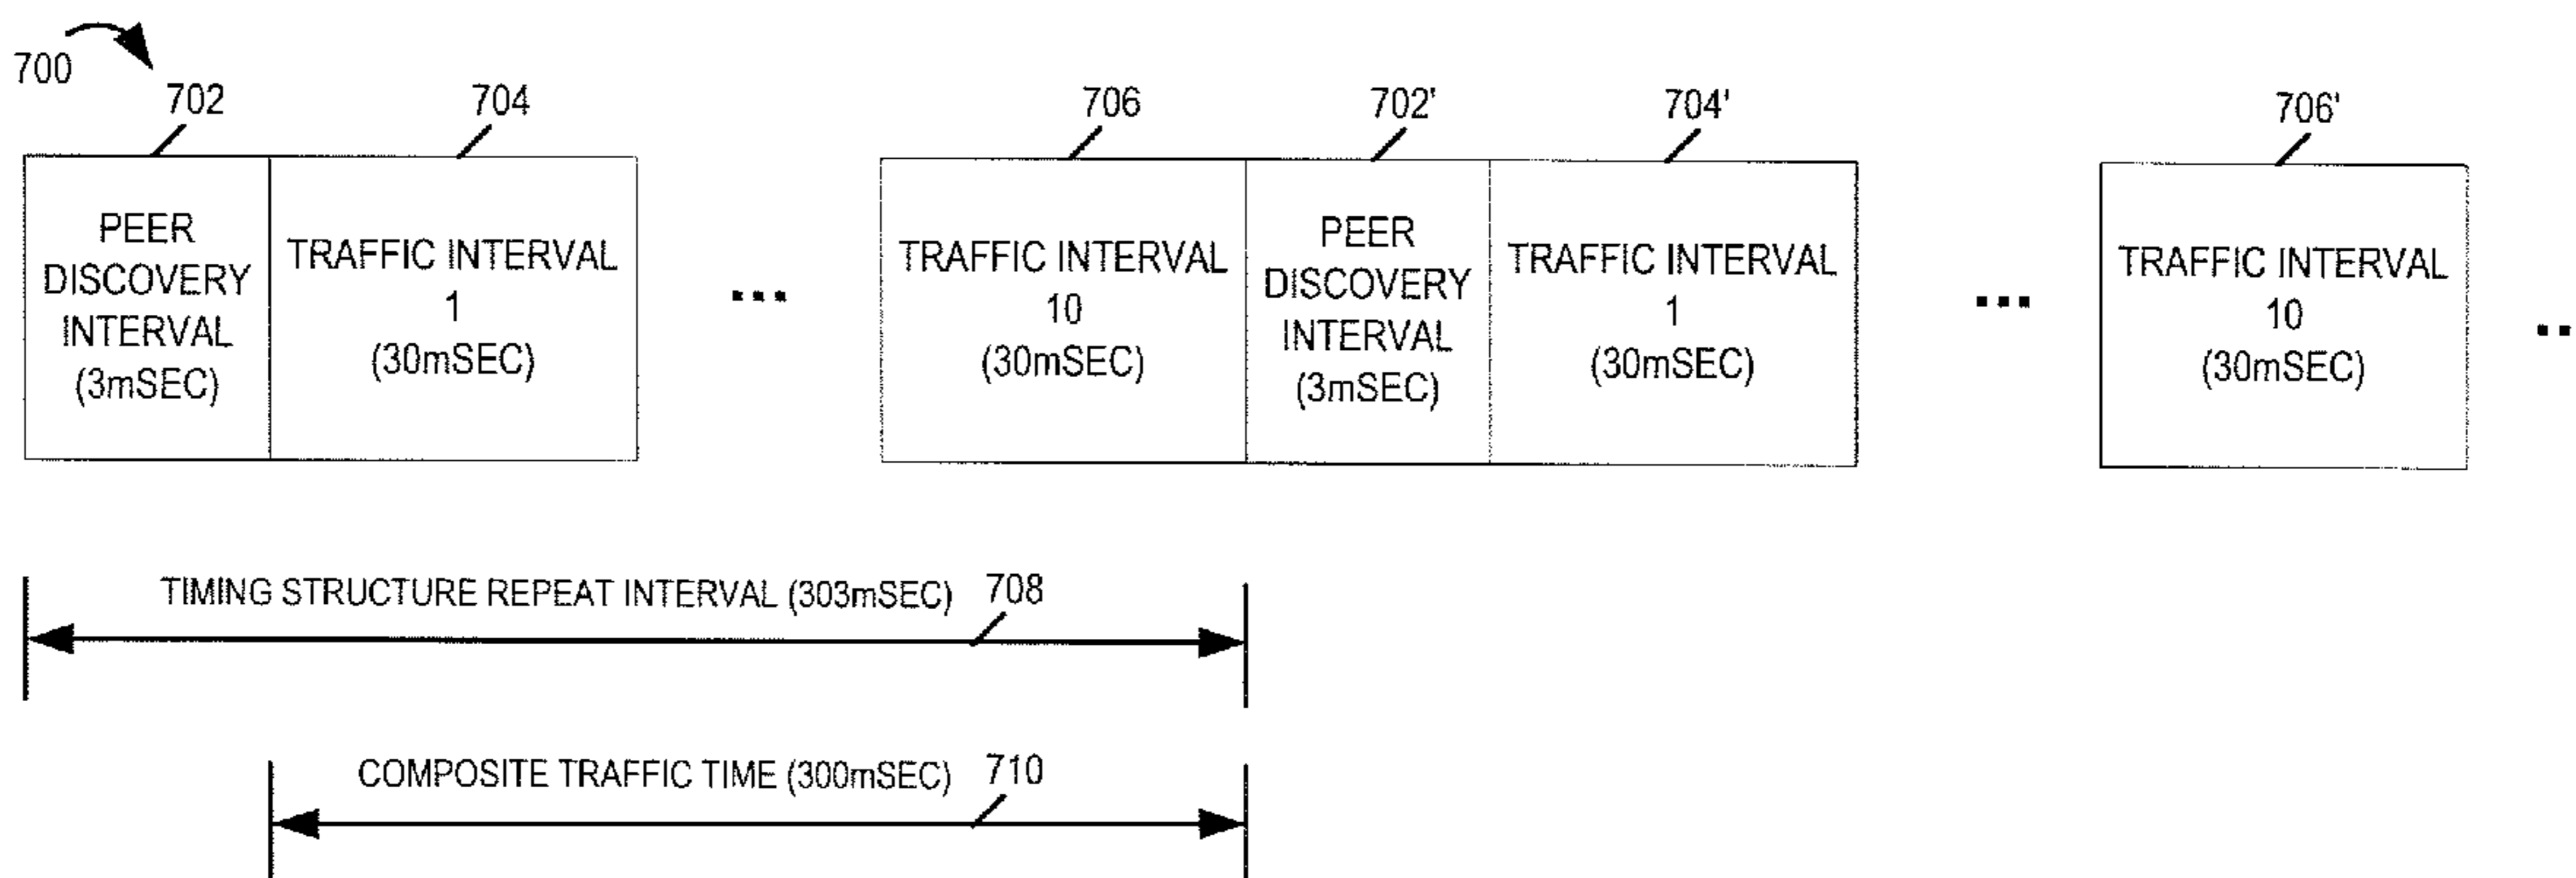 700
702
704
706
702'
704'
706'
PEER
DISCOVERY
INTERVAL
(3mSEC)
TRAFFIC INTERVAL
1
(30mSEC)
...
TRAFFIC INTERVAL
10
(30mSEC)
PEER
DISCOVERY
INTERVAL
(3mSEC)
TRAFFIC INTERVAL
1
(30mSEC)
...
TRAFFIC INTERVAL
10
(30mSEC)
..
TIMING STRUCTURE REPEAT INTERVAL (303mSEC) 708
COMPOSITE TRAFFIC TIME (300mSEC) 710